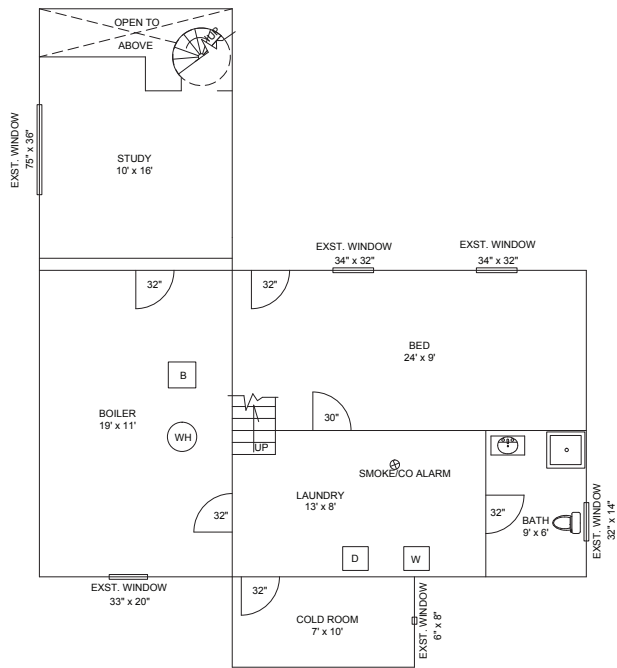 OPEN TO
ABOVE
UP
EXST. WINDOW
75" x 36"
STUDY
10' x 16'
EXST. WINDOW
34" x 32"
EXST. WINDOW
34" x 32"
32"
32"
BED
24' x 9'
B
BOILER
19' x 11'
WH
30"
UP
SMOKE/CO ALARM
LAUNDRY
13' x 8'
32"
32"
BATH
9' x 6'
EXST. WINDOW
32" x 14"
D
W
EXST. WINDOW
33" x 20"
32"
COLD ROOM
7' x 10'
EXST. WINDOW
6" x 8"